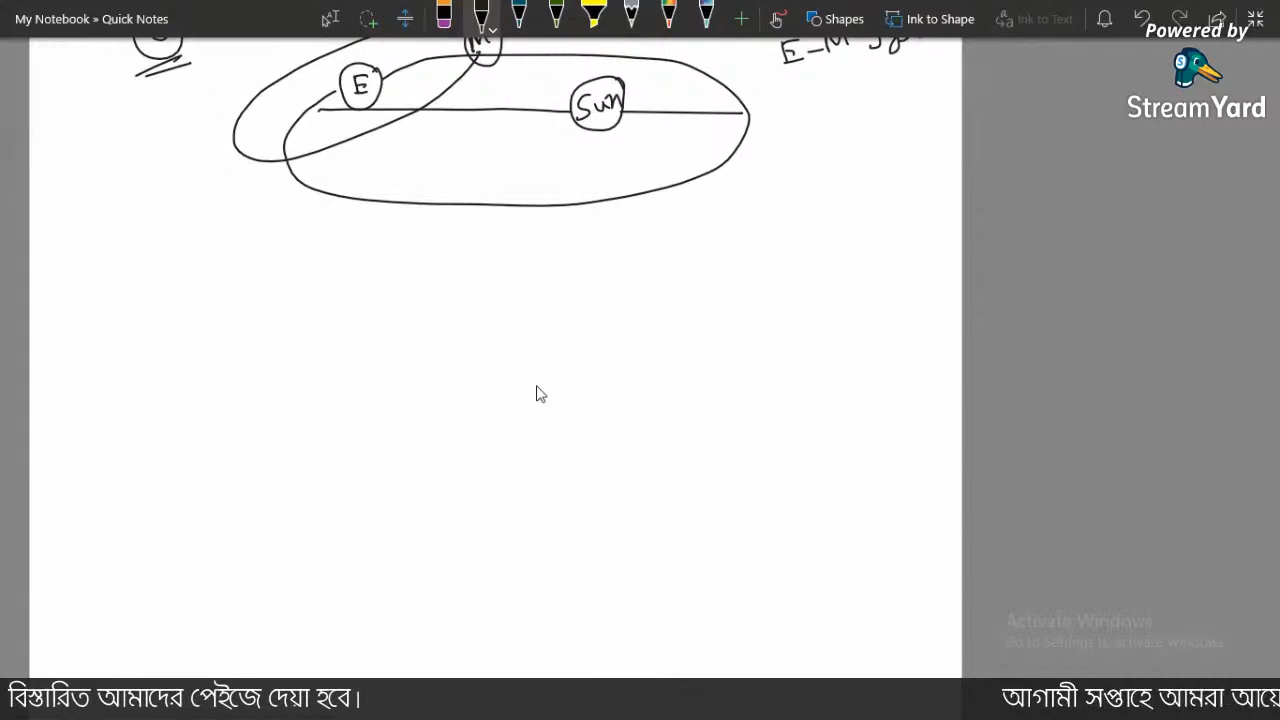 My Notebook » Quick Notes
Shapes
Ink to Shape
Ink to Text
Powered by
StreamYard
M
E-M
E
Sun
Activate Windows
Go to Settings to activate Windows.
বিস্তারিত আমাদের পেইজে দেয়া হবে। আগামী সপ্তাহে আমরা